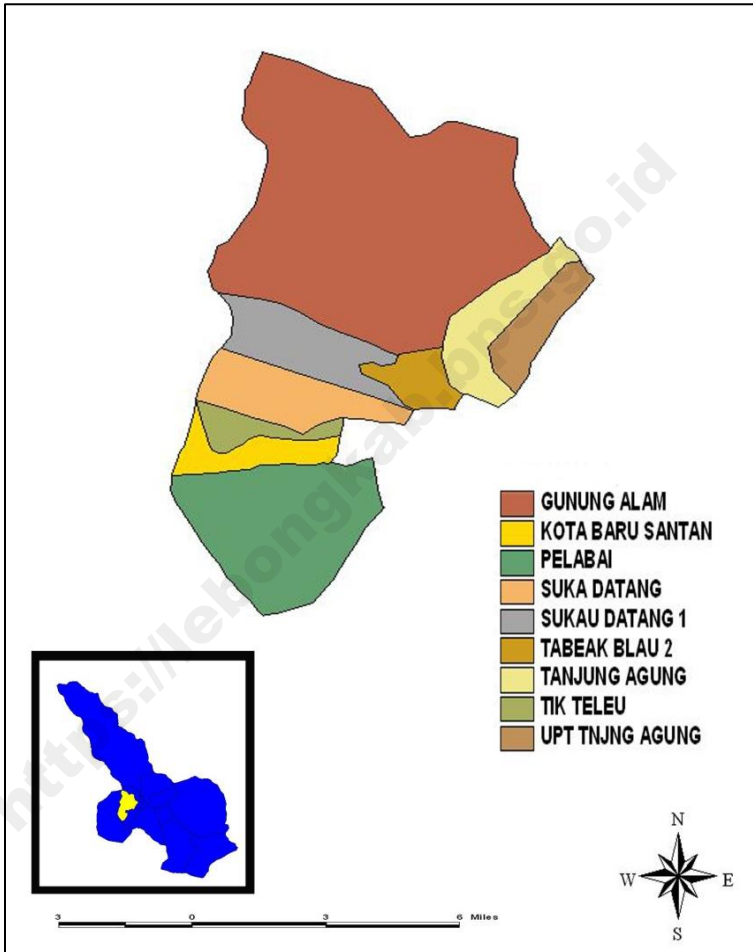 https://lebongkab.bps.go.id
GUNUNG ALAM
KOTA BARU SANTAN
PELABAI
SUKA DATANG
SUKAU DATANG 1
TABEAK BLAU 2
TANJUNG AGUNG
TIK TELEU
UPT TNJNG AGUNG
N
W E
S
3 0 3 6 Miles